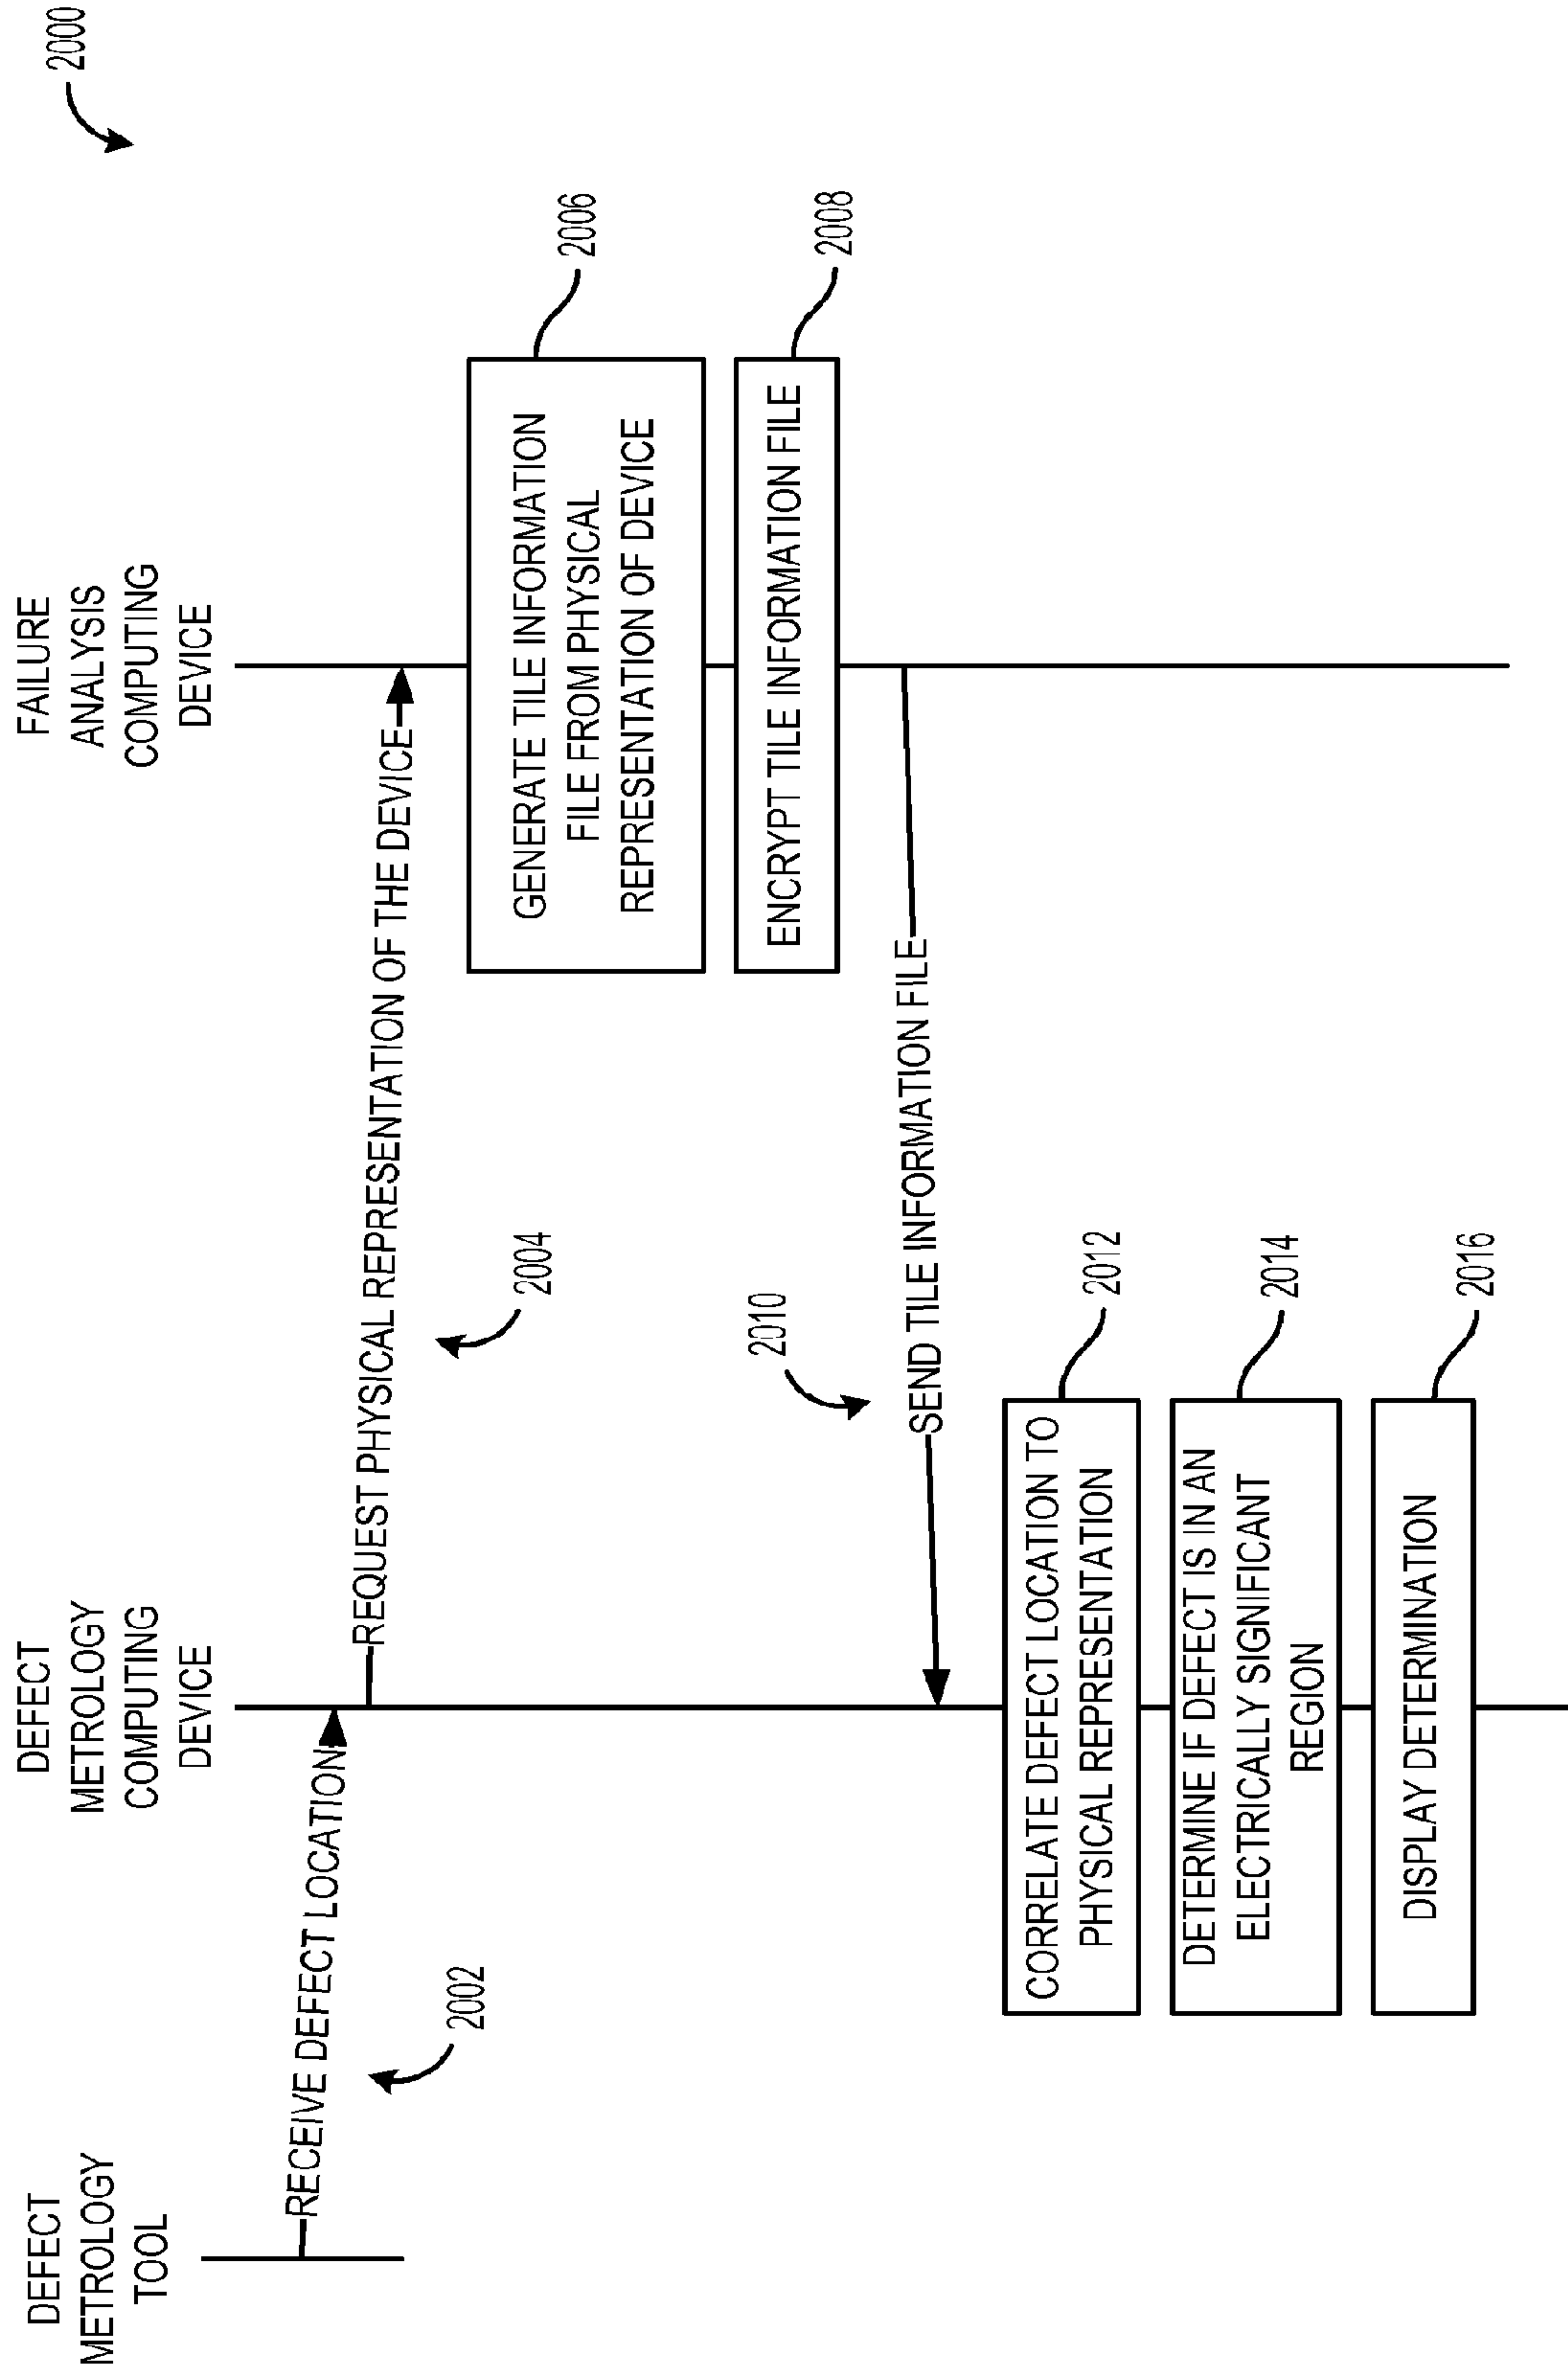 2000
DEFECT
METROLOGY
TOOL
DEFECT
METROLOGY
COMPUTING
DEVICE
FAILURE
ANALYSIS
COMPUTING
DEVICE
RECEIVE DEFECT LOCATION
2002
REQUEST PHYSICAL REPRESENTATION OF THE DEVICE
2004
GENERATE TILE INFORMATION
FILE FROM PHYSICAL
REPRESENTATION OF DEVICE
2006
ENCRYPT TILE INFORMATION FILE
2008
2010
SEND TILE INFORMATION FILE
CORRELATE DEFECT LOCATION TO
PHYSICAL REPRESENTATION
2012
DETERMINE IF DEFECT IS IN AN
ELECTRICALLY SIGNIFICANT
REGION
2014
DISPLAY DETERMINATION
2016